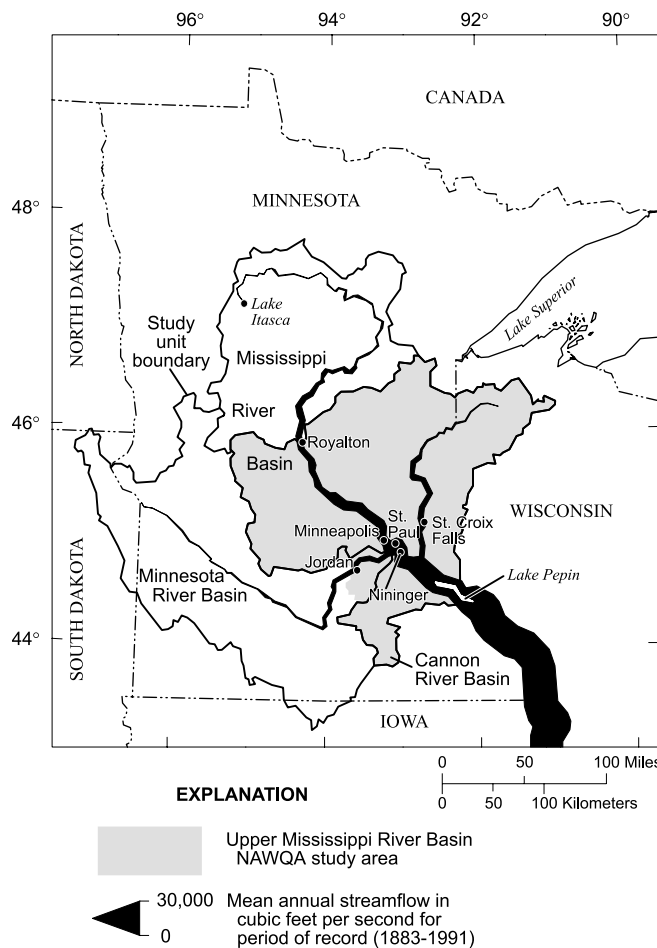 96° 94° 92° 90°
CANADA
48°
MINNESOTA
NORTH DAKOTA
Lake
Itasca
Lake Superior
Study
unit
boundary
Mississippi
River
Basin
46°
Royalton
WISCONSIN
St.
Paul
Minneapolis
St. Croix
Falls
Jordan
Lake Pepin
Nininger
Minnesota
River Basin
SOUTH DAKOTA
44°
Cannon
River Basin
IOWA
0 50 100 Miles
0 50 100 Kilometers
EXPLANATION
Upper Mississippi River Basin
NAWQA study area
30,000
0
Mean annual streamflow in
cubic feet per second for
period of record (1883-1991)